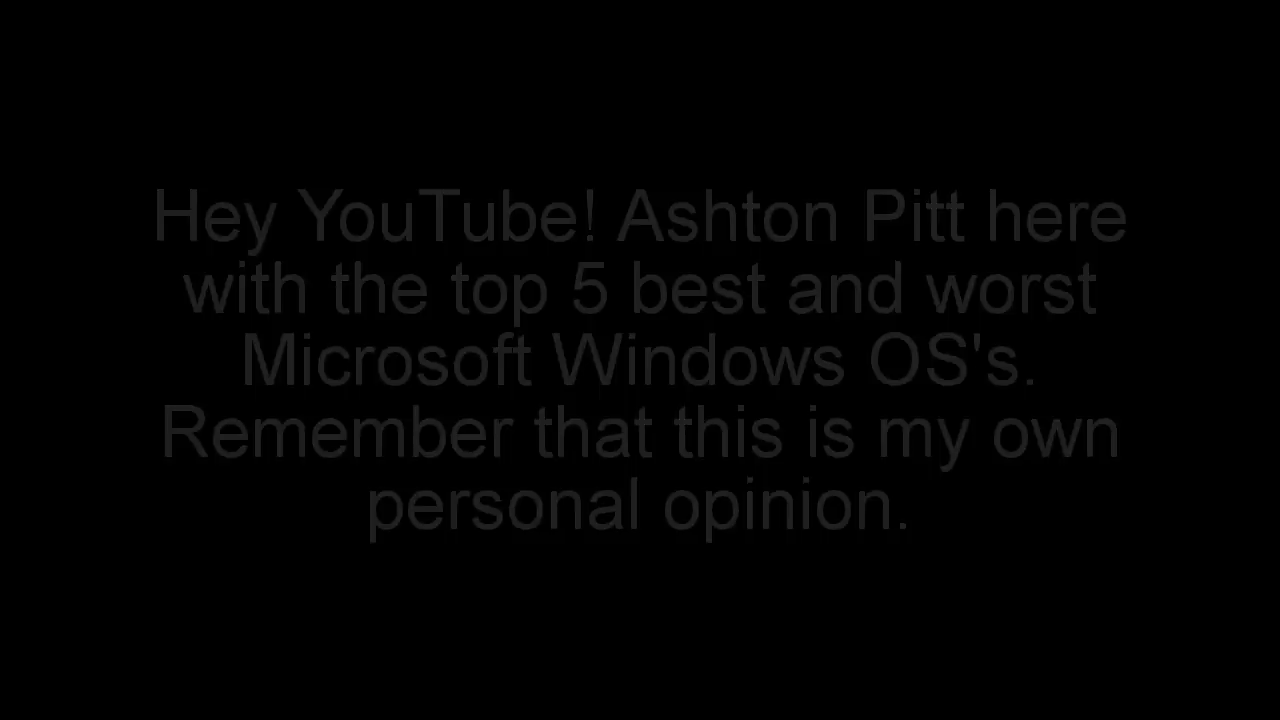 Hey YouTube! Ashton Pitt here
with the top 5 best and worst
Microsoft Windows OS's.
Remember that this is my own
personal opinion.